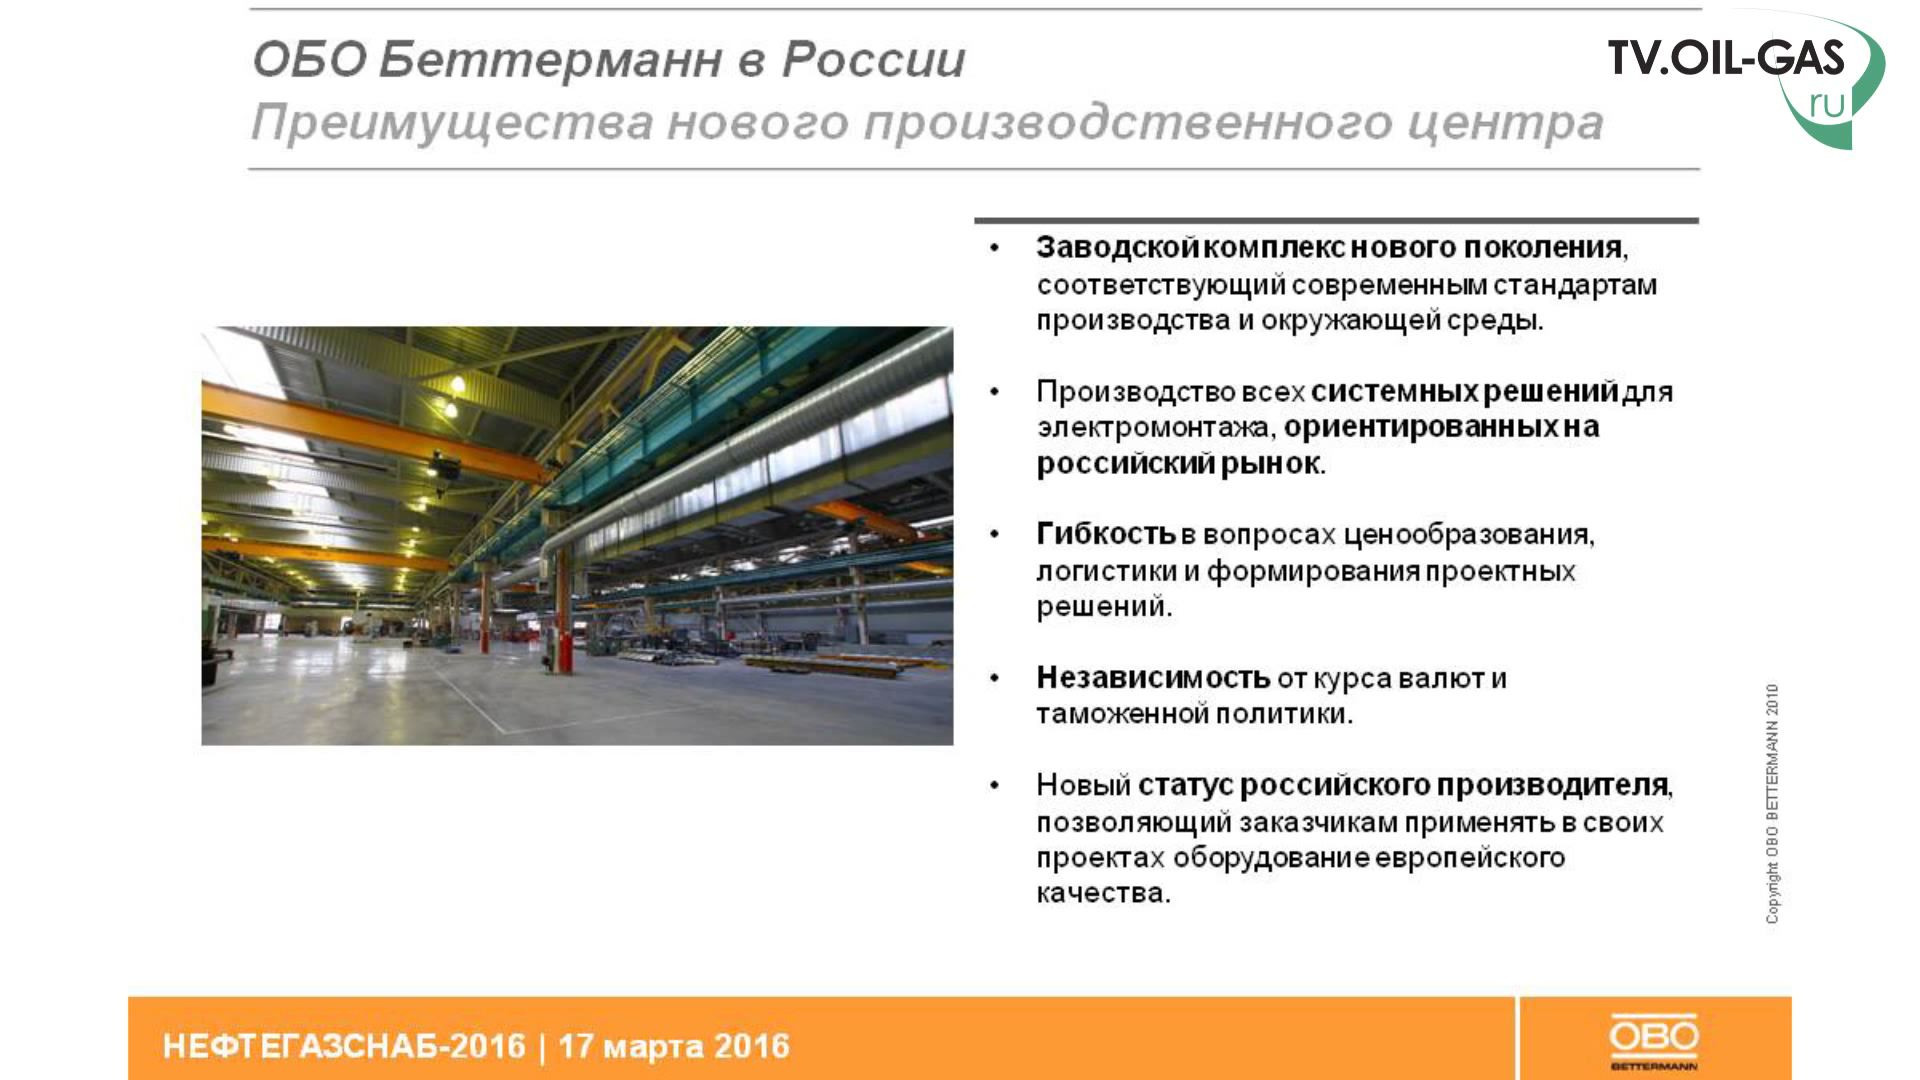 ОБО Беттерманн в России
Преимущества нового производственного центра
TV.OIL-GAS
ru
• Заводской комплекс нового поколения,
соответствующий современным стандартам
производства и окружающей среды.
• Производство всех системных решений для
электромонтажа, ориентированных на
российский рынок.
• Гибкость в вопросах ценообразования,
логистики и формирования проектных
решений.
• Независимость от курса валют и
таможенной политики.
• Новый статус российского производителя,
позволяющий заказчикам применять в своих
проектах оборудование европейского
качества.
Copyright OBO BETTERMANN 2010
НЕФТЕГАЗСНАБ-2016 | 17 марта 2016
OBO
BETTERMANN